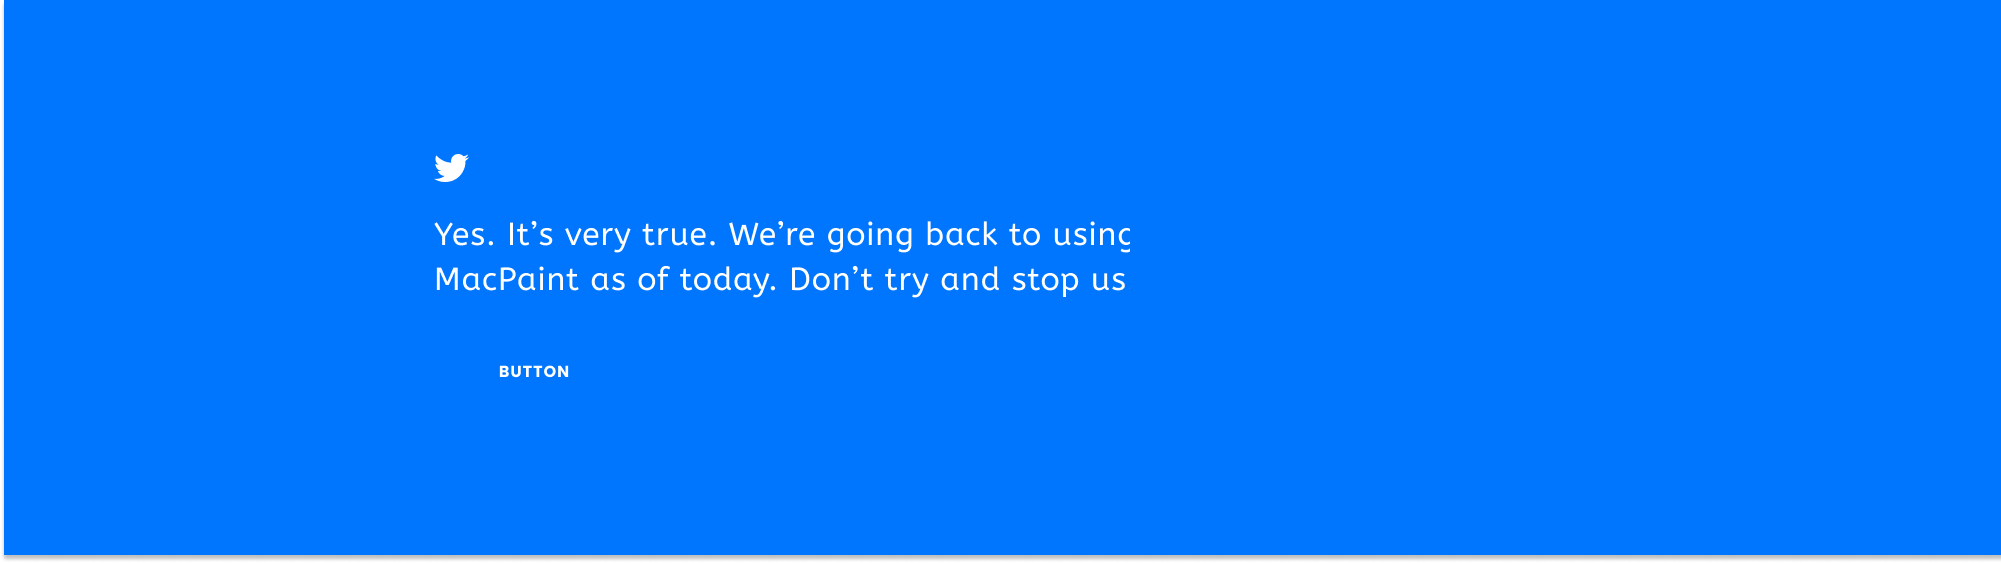 Yes. It’s very true. We’re going back to using
MacPaint as of today. Don’t try and stop us
BUTTON